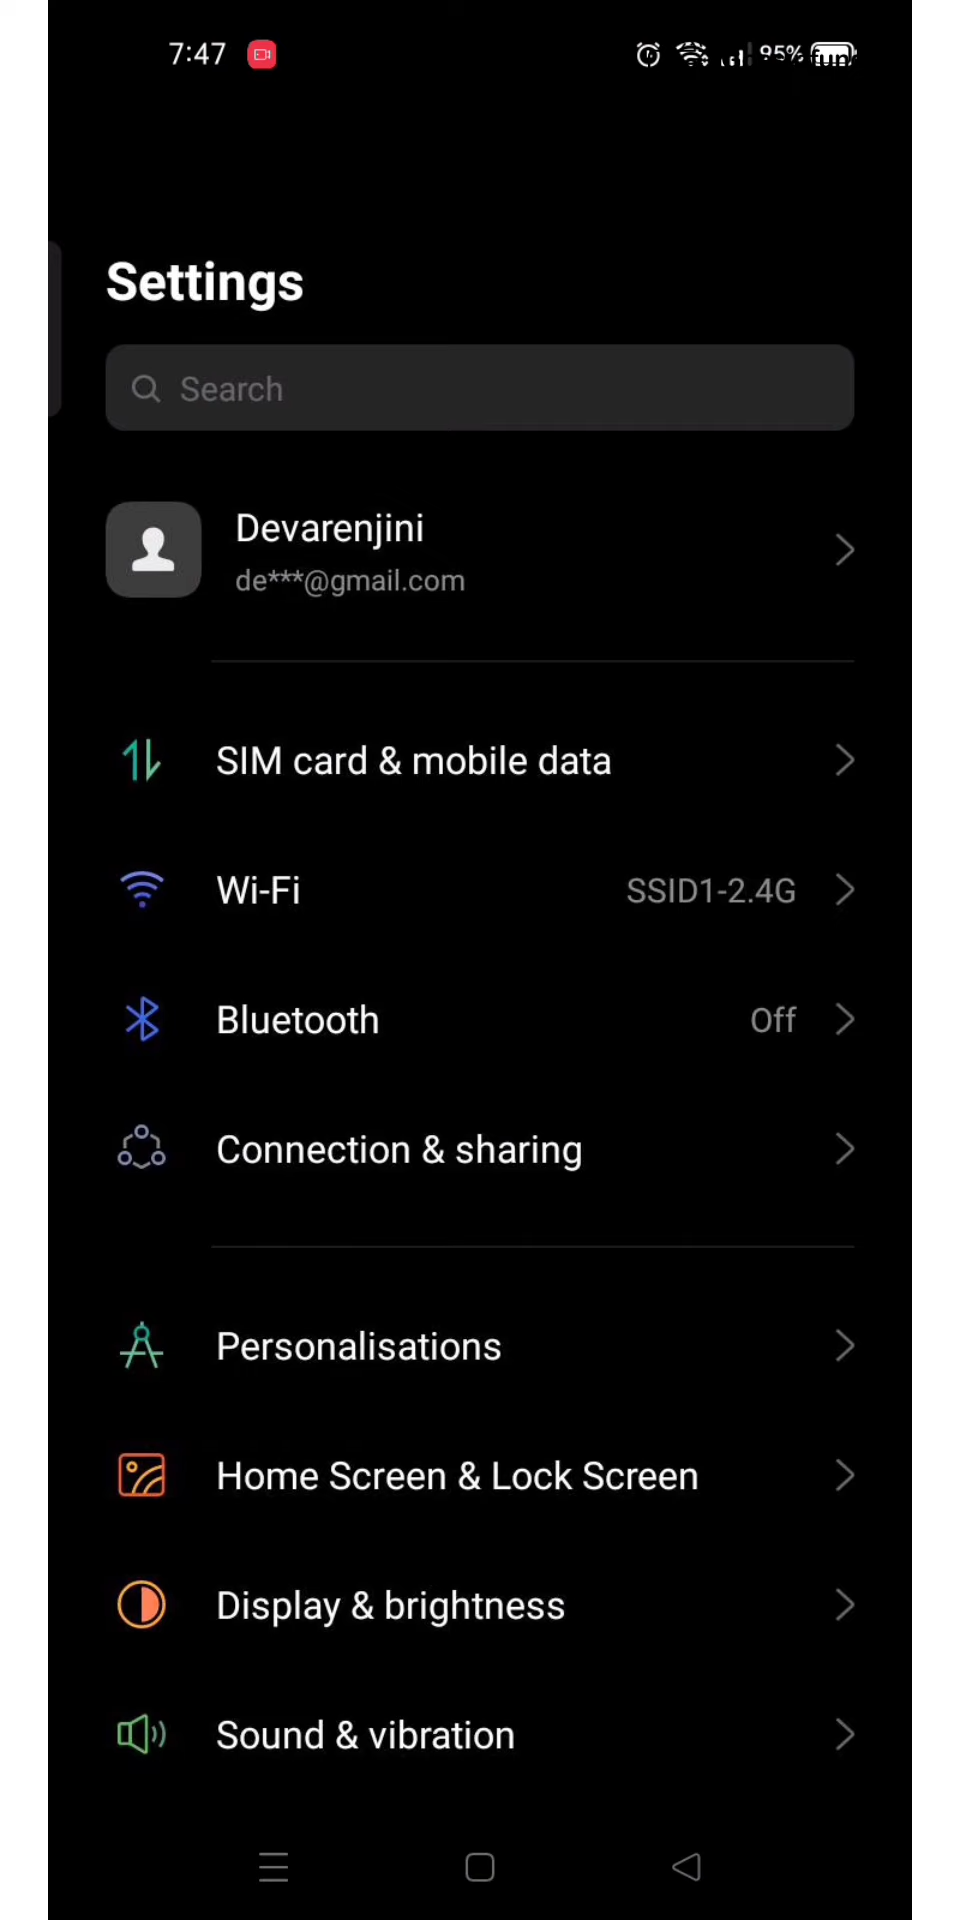 7:47
95%
Settings
Search
Devarenjini
de***@gmail.com
SIM card & mobile data
Wi-Fi SSID1-2.4G
Bluetooth Off
Connection & sharing
Personalisations
Home Screen & Lock Screen
Display & brightness
Sound & vibration